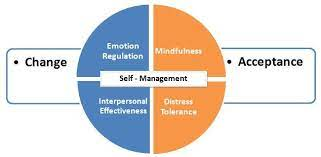 Emotion
Regulation
Mindfulness
• Change
• Acceptance
Self - Management
Interpersonal
Effectiveness
Distress
Tolerance